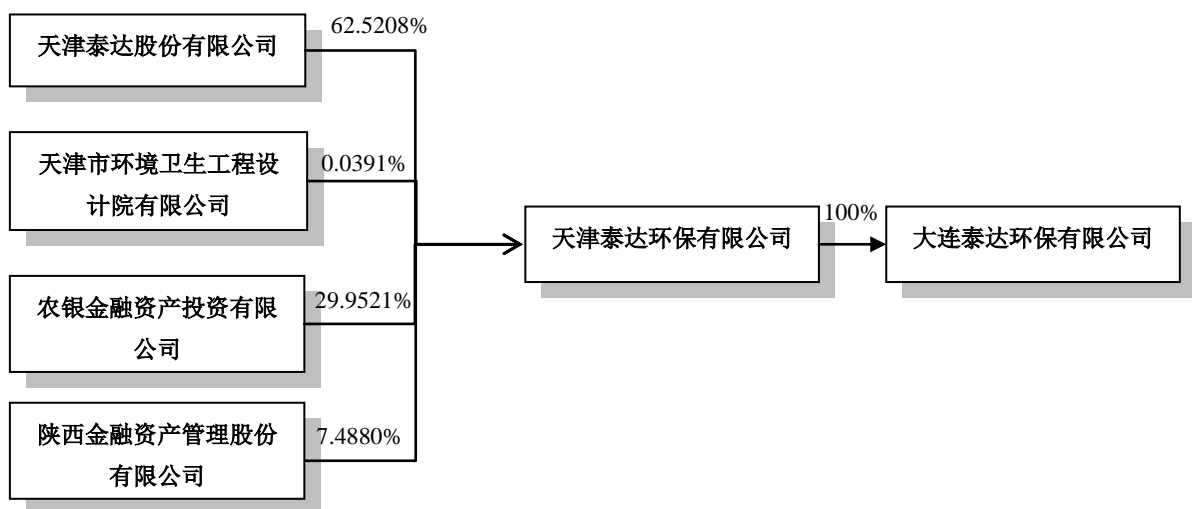 天津泰达股份有限公司
62.5208%
天津市环境卫生工程设
计院有限公司
0.0391%
农银金融资产投资有限
公司
29.9521%
陕西金融资产管理股份
有限公司
7.4880%
天津泰达环保有限公司
100%
大连泰达环保有限公司